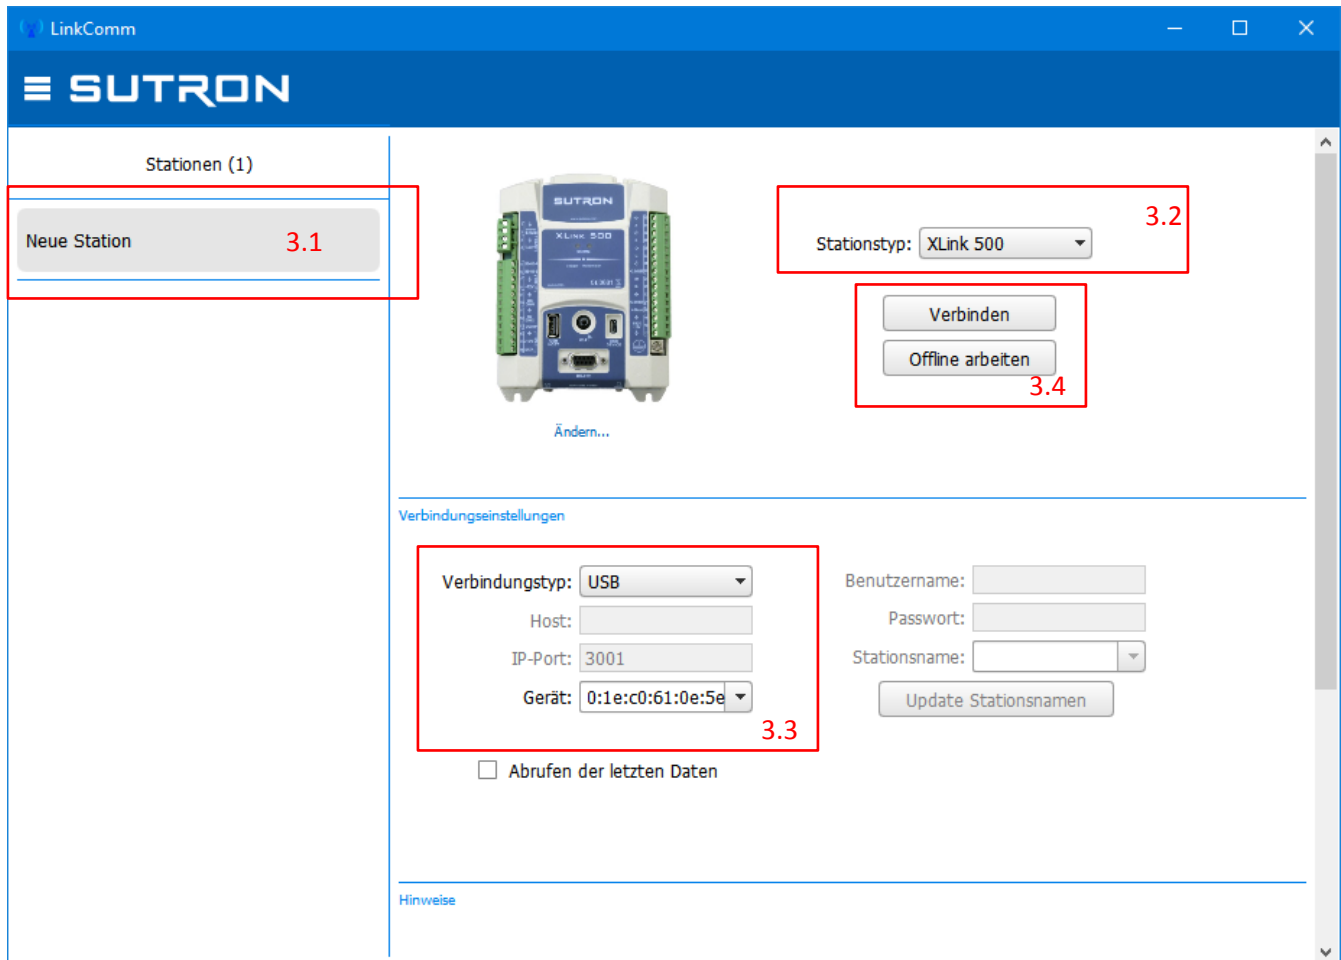 LinkComm
SUTRON
Stationen (1)
Neue Station
3.1
SUTRON
XLINK 500
Ändern...
3.2
Stationstyp: XLink 500
Verbinden
Offline arbeiten
3.4
Verbindungseinstellungen
Verbindungstyp: USB
Host:
IP-Port: 3001
Gerät: 0:1e:c0:61:0e:5e
3.3
Abrufen der letzten Daten
Benutzername:
Passwort:
Stationsname:
Update Stationsnamen
Hinweise